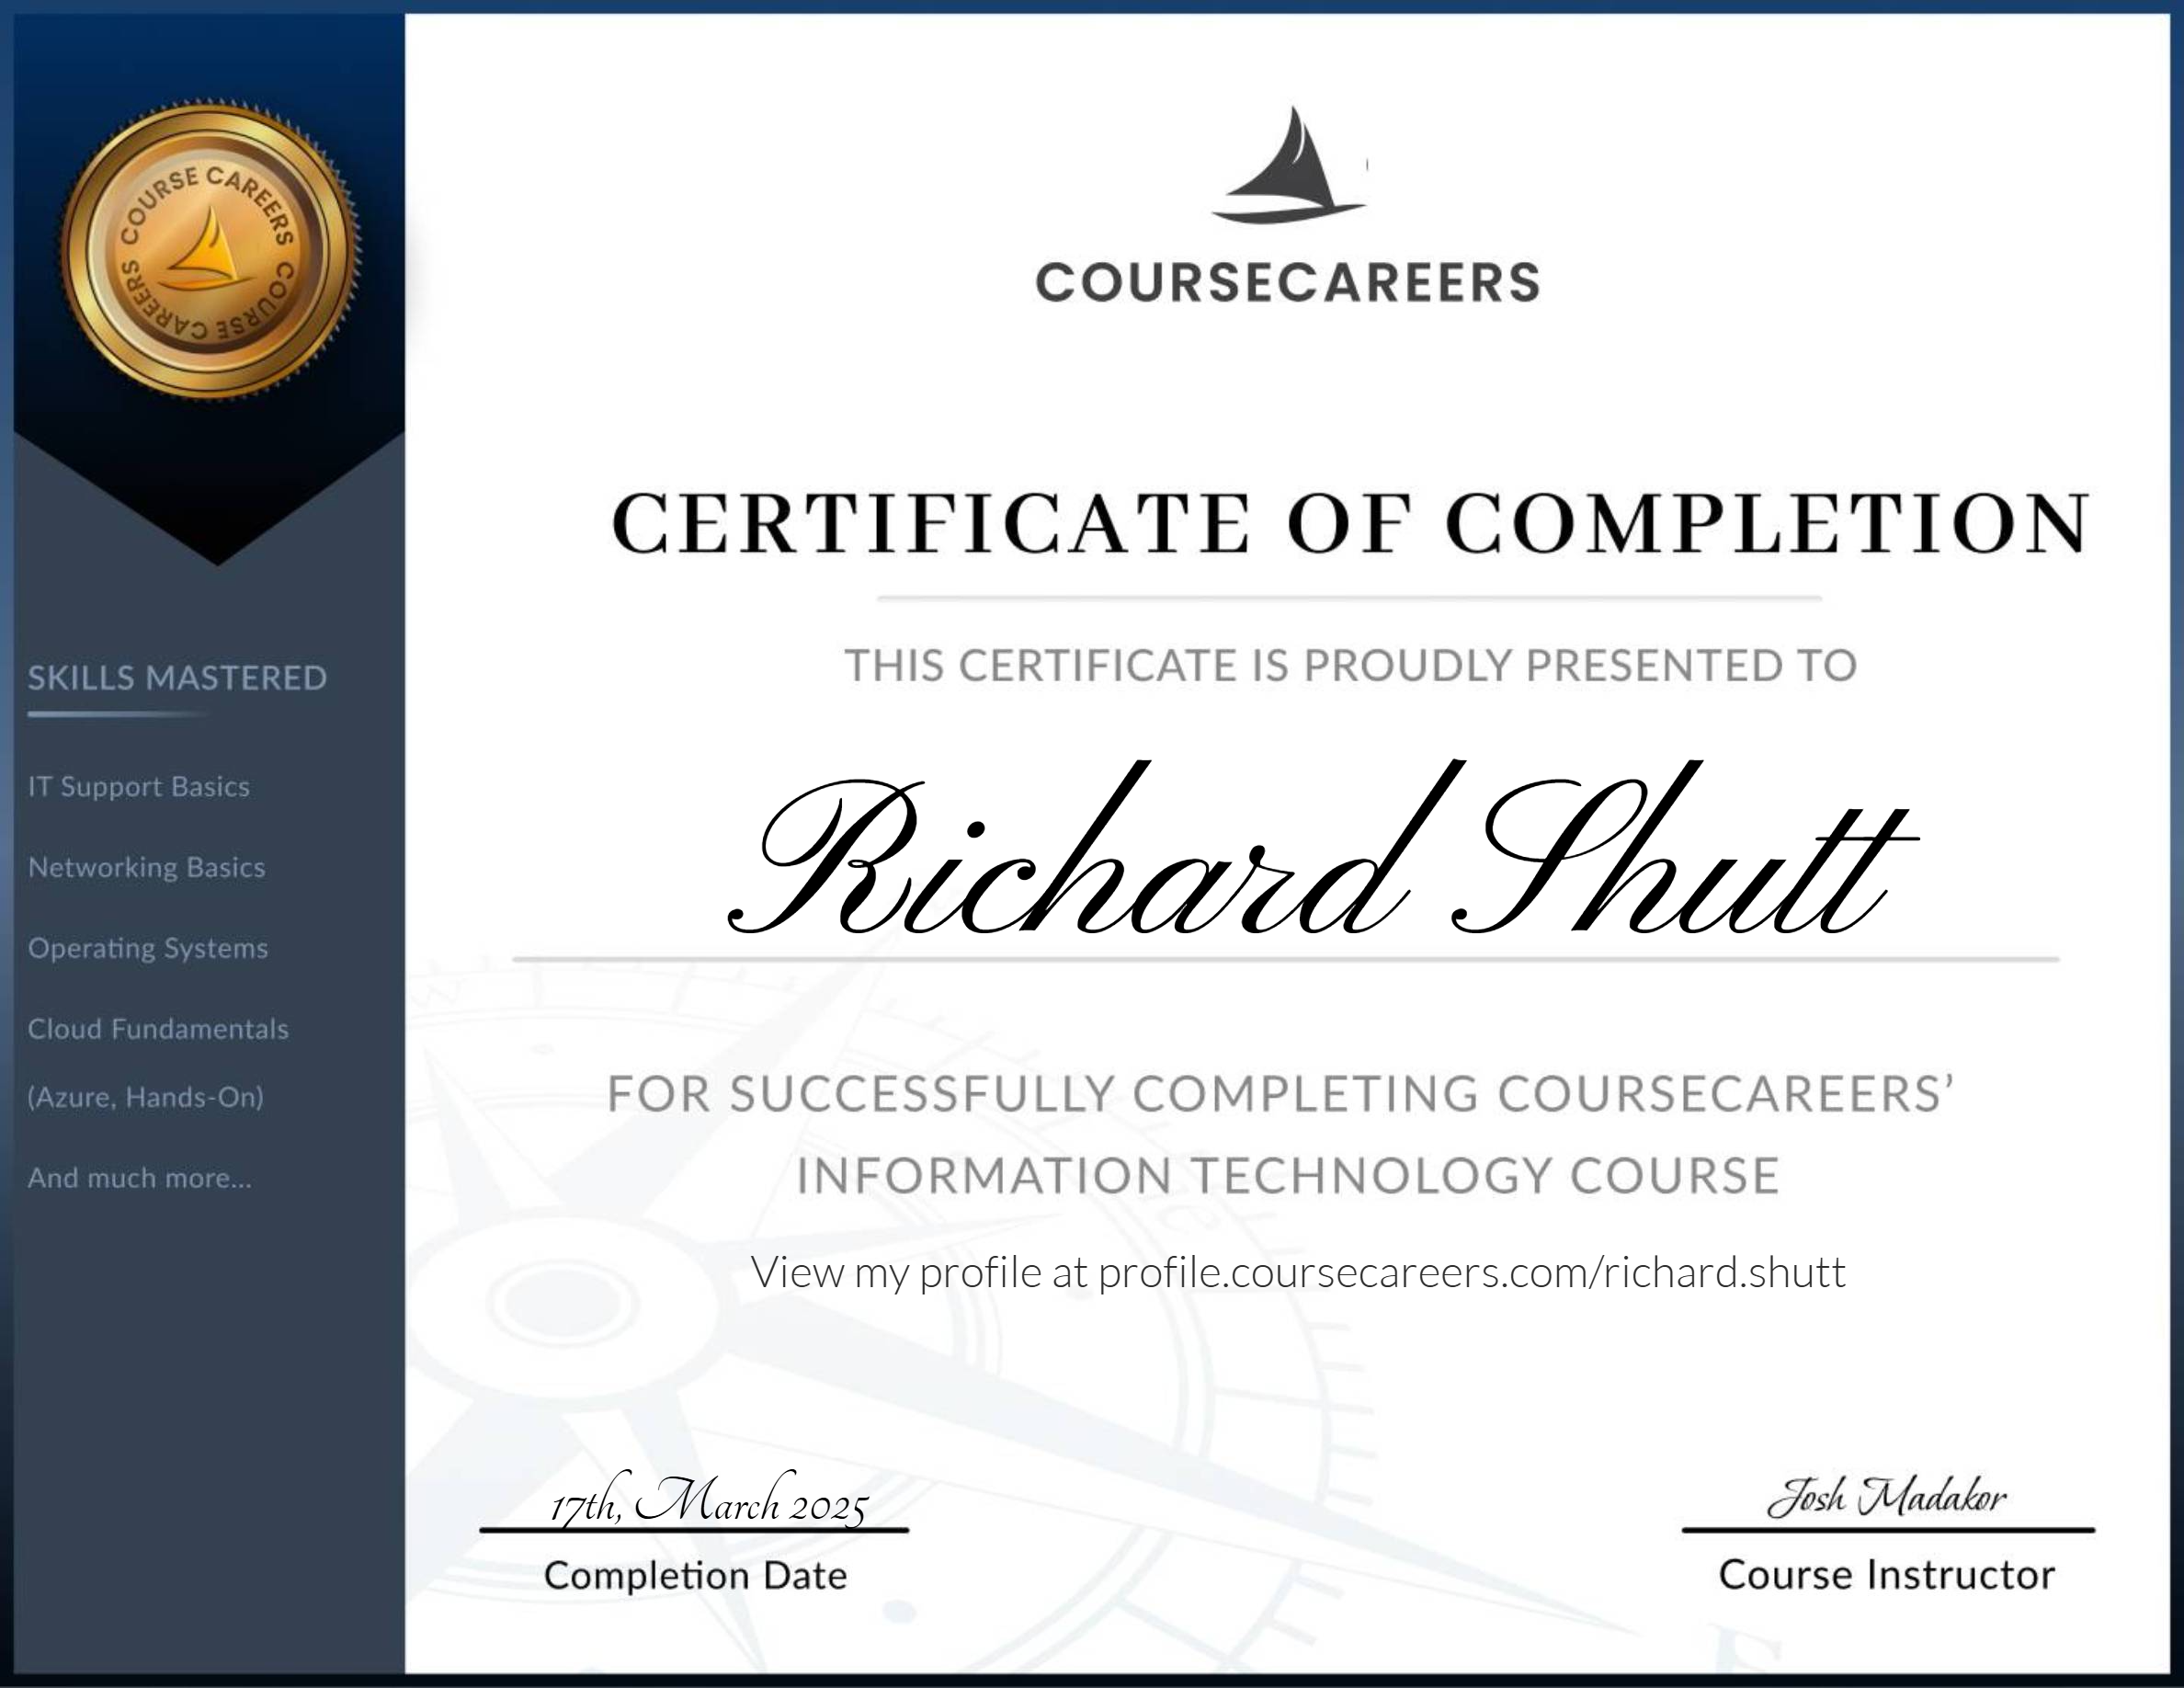 COURSE CAREERS COURSE CAREERS
COURSECAREERS
CERTIFICATE OF COMPLETION
THIS CERTIFICATE IS PROUDLY PRESENTED TO
Richard Shutt
FOR SUCCESSFULLY COMPLETING COURSECAREERS’
INFORMATION TECHNOLOGY COURSE
View my profile at profile.coursecareers.com/richard.shutt
SKILLS MASTERED
IT Support Basics
Networking Basics
Operating Systems
Cloud Fundamentals
(Azure, Hands-On)
And much more...
17th, March 2025
Completion Date
Josh Madakor
Course Instructor